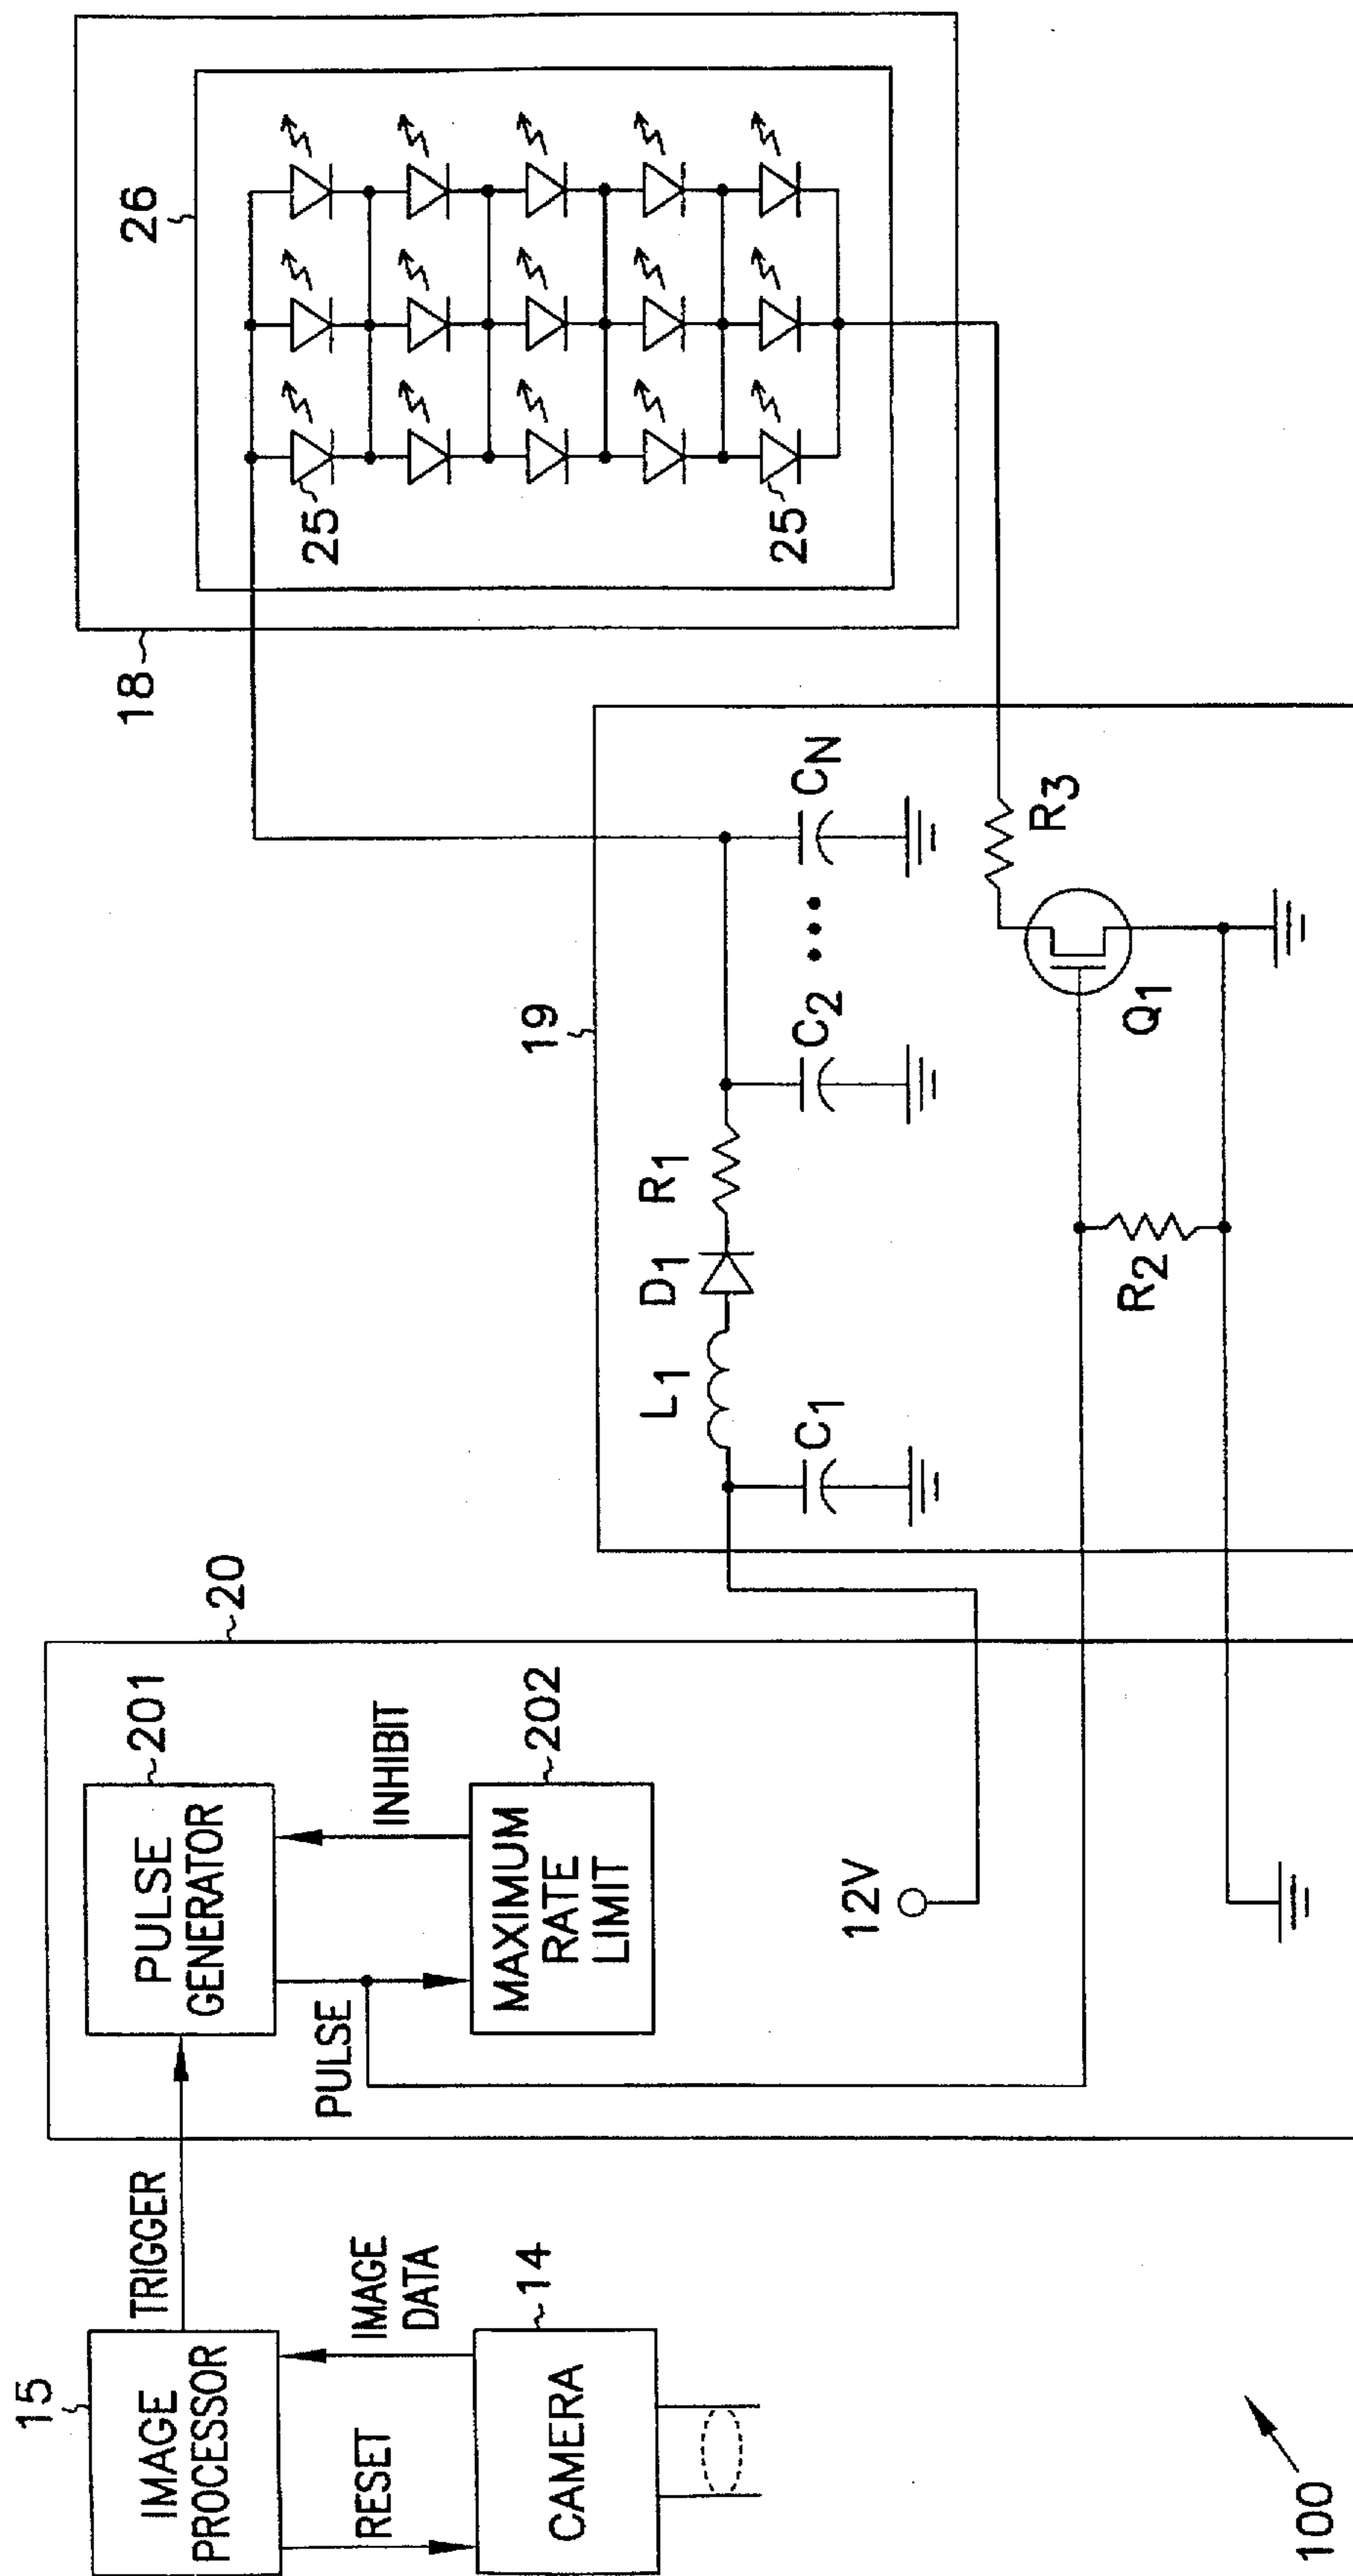 15
IMAGE
PROCESSOR
TRIGGER
RESET
IMAGE
DATA
14
CAMERA
20
201
PULSE
GENERATOR
PULSE
INHIBIT
202
MAXIMUM
RATE
LIMIT
12V
19
C1
L1
D1
R1
C2
CN
R2
Q1
R3
18
26
25
25
100